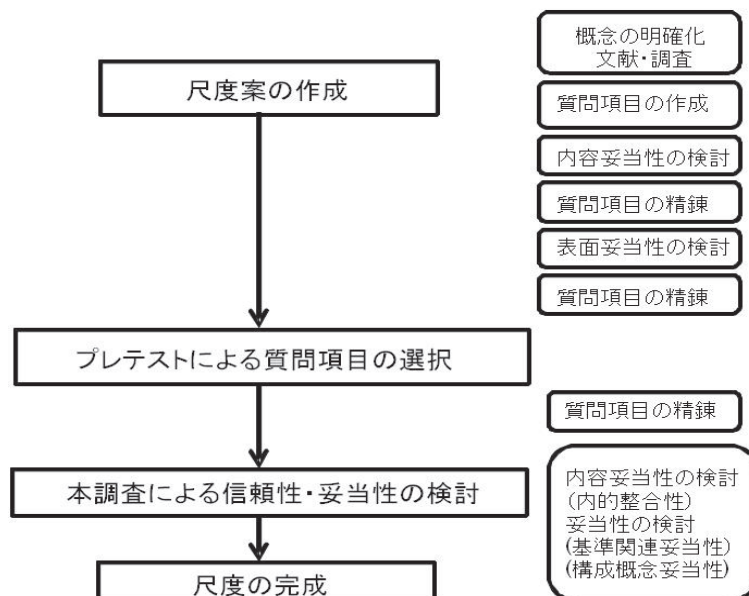 概念の明確化
文献・調査
尺度案の作成
質問項目の作成
内容妥当性の検討
質問項目の精錬
表面妥当性の検討
質問項目の精錬
プレテストによる質問項目の選択
質問項目の精錬
本調査による信頼性・妥当性の検討
内容妥当性の検討
(内的整合性)
妥当性の検討
(基準関連妥当性)
(構成概念妥当性)
尺度の完成